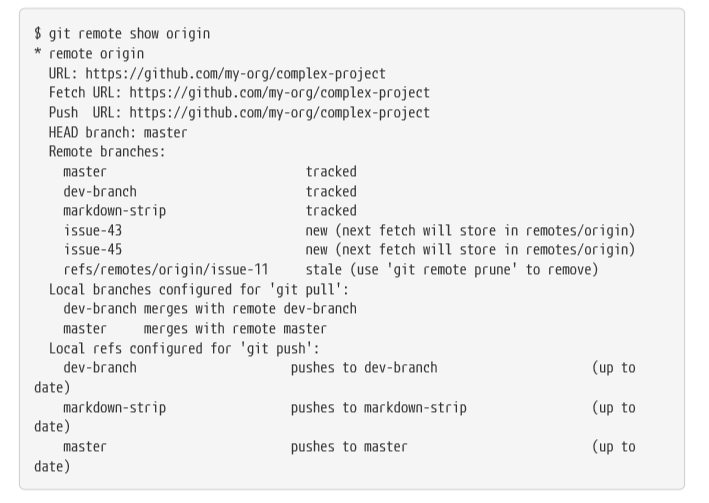 $ git remote show origin
* remote origin
  URL: https://github.com/my-org/complex-project
  Fetch URL: https://github.com/my-org/complex-project
  Push  URL: https://github.com/my-org/complex-project
  HEAD branch: master
  Remote branches:
    master                           tracked
    dev-branch                       tracked
    markdown-strip                   tracked
    issue-43                         new (next fetch will store in remotes/origin)
    issue-45                         new (next fetch will store in remotes/origin)
    refs/remotes/origin/issue-11     stale (use 'git remote prune' to remove)
  Local branches configured for 'git pull':
    dev-branch merges with remote dev-branch
    master     merges with remote master
  Local refs configured for 'git push':
    dev-branch                     pushes to dev-branch                     (up to
date)
    markdown-strip                 pushes to markdown-strip                 (up to
date)
    master                         pushes to master                         (up to
date)